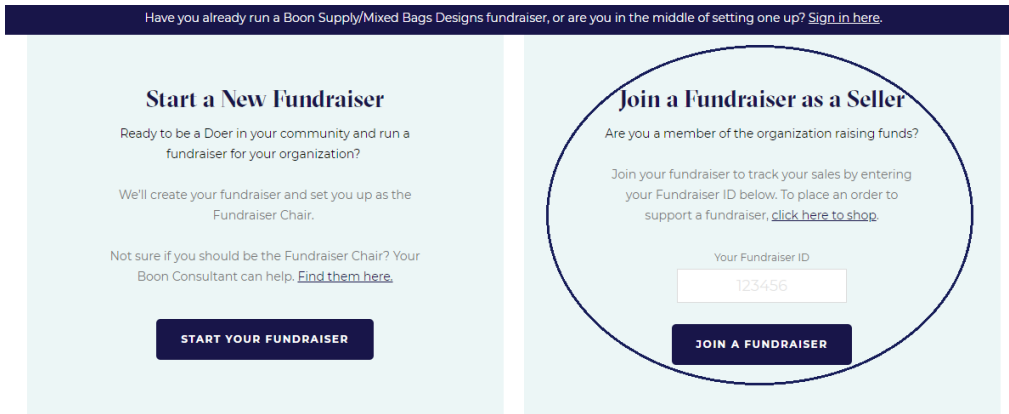 Have you already run a Boon Supply/Mixed Bags Designs fundraiser, or are you in the middle of setting one up? Sign in here.
Start a New Fundraiser
Ready to be a Doer in your community and run a
fundraiser for your organization?
We'll create your fundraiser and set you up as the
Fundraiser Chair.
Not sure if you should be the Fundraiser Chair? Your
Boon Consultant can help. Find them here.
START YOUR FUNDRAISER
Join a Fundraiser as a Seller
Are you a member of the organization raising funds?
Join your fundraiser to track your sales by entering
your Fundraiser ID below. To place an order to
support a fundraiser, click here to shop.
Your Fundraiser ID
123456
JOIN A FUNDRAISER